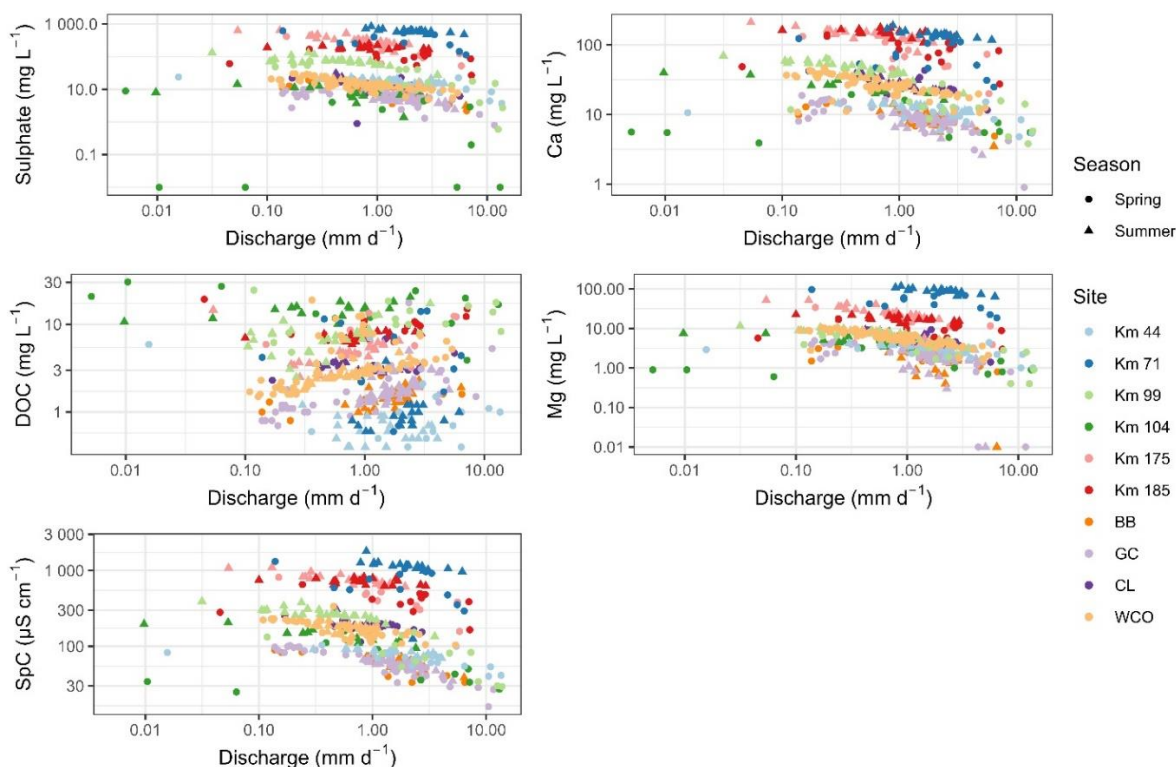 Sulphate (mg L⁻¹)
1 000.0
10.0
0.1
0.01 0.10 1.00 10.00
Discharge (mm d⁻¹)
Ca (mg L⁻¹)
100
10
1
0.01 0.10 1.00 10.00
Discharge (mm d⁻¹)
DOC (mg L⁻¹)
30
10
3
1
0.01 0.10 1.00 10.00
Discharge (mm d⁻¹)
Mg (mg L⁻¹)
100.00
10.00
1.00
0.10
0.01
0.01 0.10 1.00 10.00
Discharge (mm d⁻¹)
SpC (µS cm⁻¹)
3 000
1 000
300
100
30
0.01 0.10 1.00 10.00
Discharge (mm d⁻¹)
Season
Spring
Summer
Site
Km 44
Km 71
Km 99
Km 104
Km 175
Km 185
BB
GC
CL
WCO